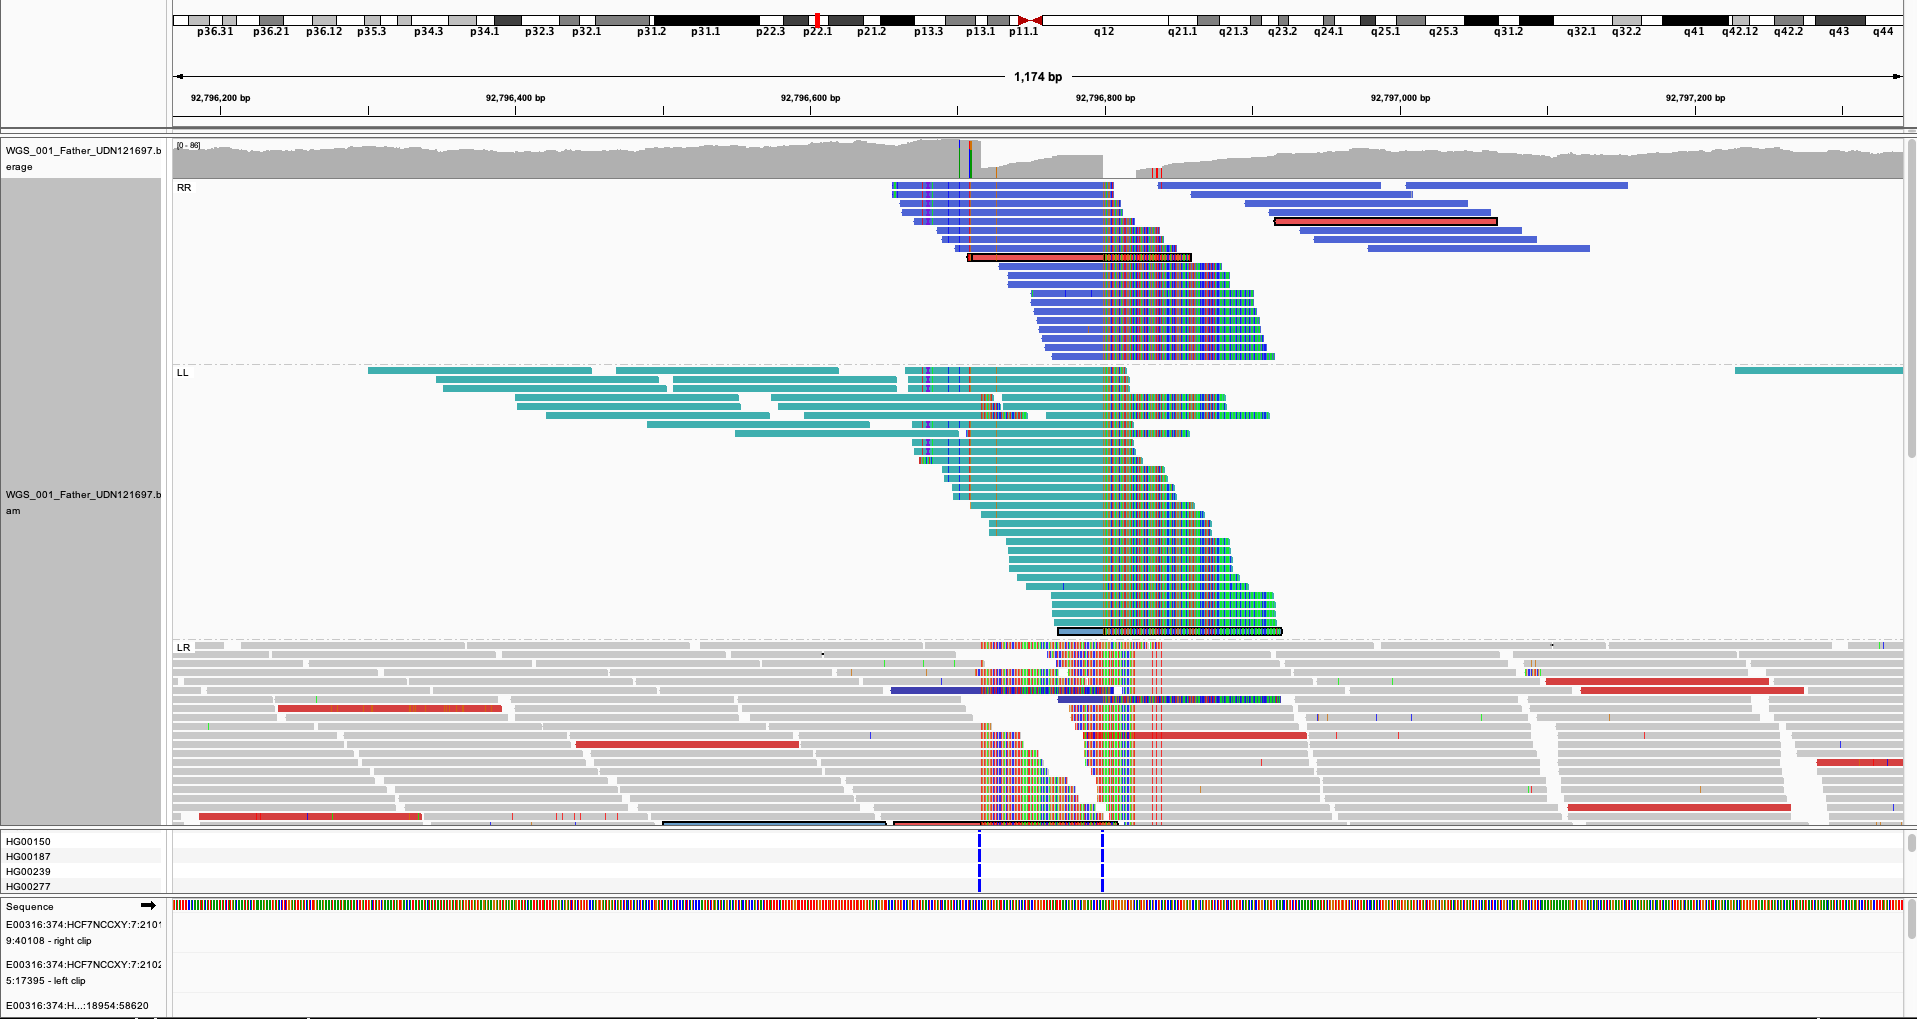 p36.31 p36.21 p36.12 p35.3 p34.3 p34.1 p32.3 p32.1 p31.2 p31.1 p22.3 p22.1 p21.2 p13.3 p13.1 p11.1 q12 q21.1 q21.3 q23.2 q24.1 q25.1 q25.3 q31.2 q32.1 q32.2 q41 q42.12 q42.2 q43 q44
1,174 bp
92,796,200 bp 92,796,400 bp 92,796,600 bp 92,796,800 bp 92,797,000 bp 92,797,200 bp
[0 - 86]
WGS_001_Father_UDN121697.b
erage
RR
LL
WGS_001_Father_UDN121697.b
am
LR
HG00150
HG00187
HG00239
HG00277
Sequence
E00316:374:HCF7NCCXY:7:2101
9:40108 - right clip
E00316:374:HCF7NCCXY:7:2102
5:17395 - left clip
E00316:374:H...:18954:58620